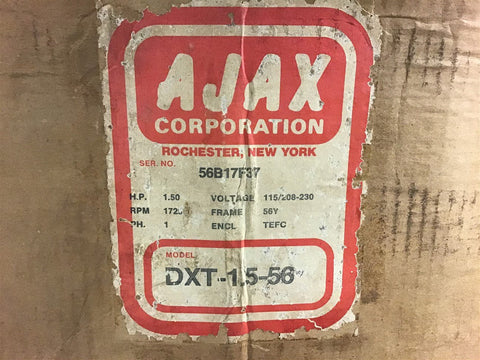 AJAX
CORPORATION
ROCHESTER, NEW YORK
SER. NO.
56B17F37
H.P. 1.50 VOLTAGE 115/208-230
RPM FRAME 56Y
PH. 1 ENCL TEFC
MODEL
DXT-1.5-56